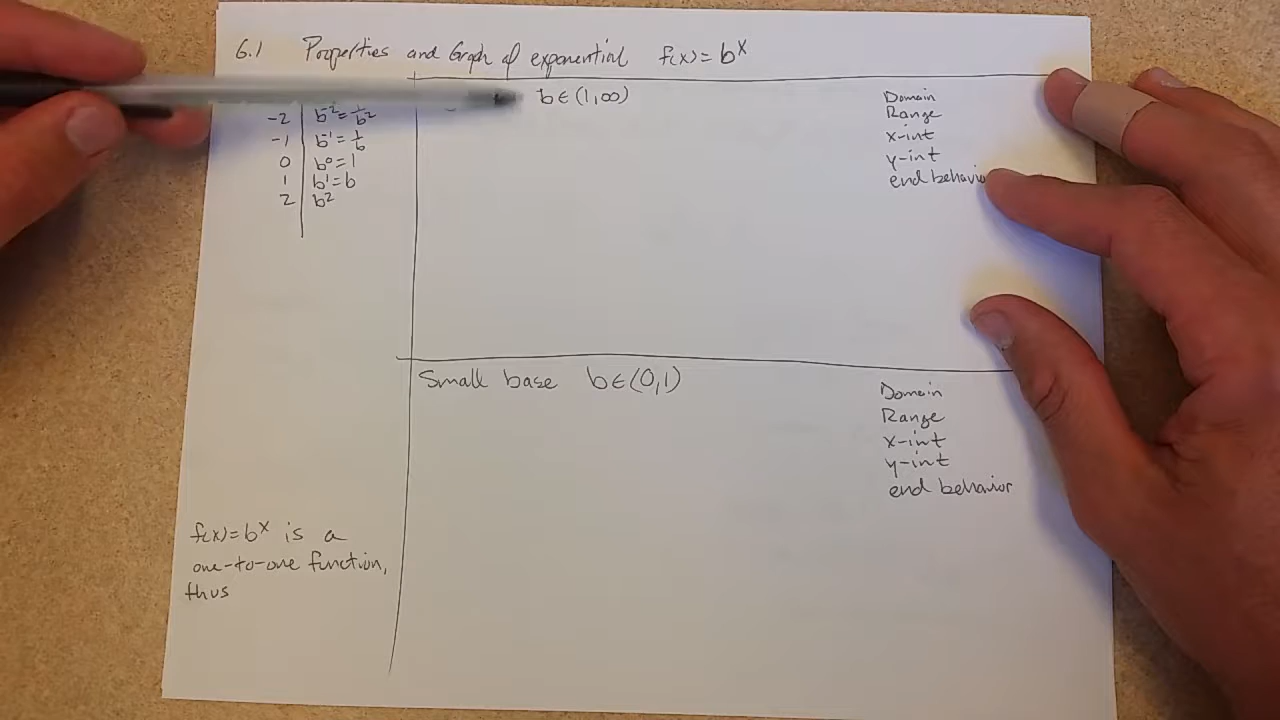 6.1 Properties and Graph of exponential f(x) = b^x
-2 | b^-2 = 1/b^2
-1 | b^-1 = 1/b
0 | b^0 = 1
1 | b^1 = b
2 | b^2
b ∈ (1, ∞)
Domain
Range
x-int
y-int
end behavio
Small base b ∈ (0,1)
Domain
Range
x-int
y-int
end behavior
f(x) = b^x is a
one-to-one function,
thus